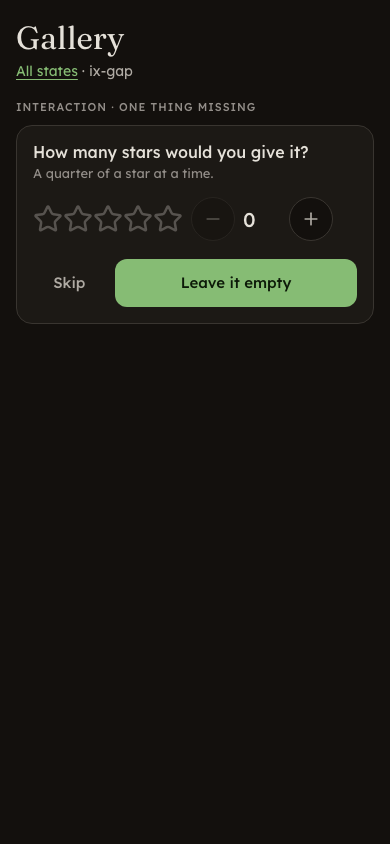 Gallery
All states · ix-gap
INTERACTION · ONE THING MISSING
How many stars would you give it?
A quarter of a star at a time.
− 0 +
Skip Leave it empty